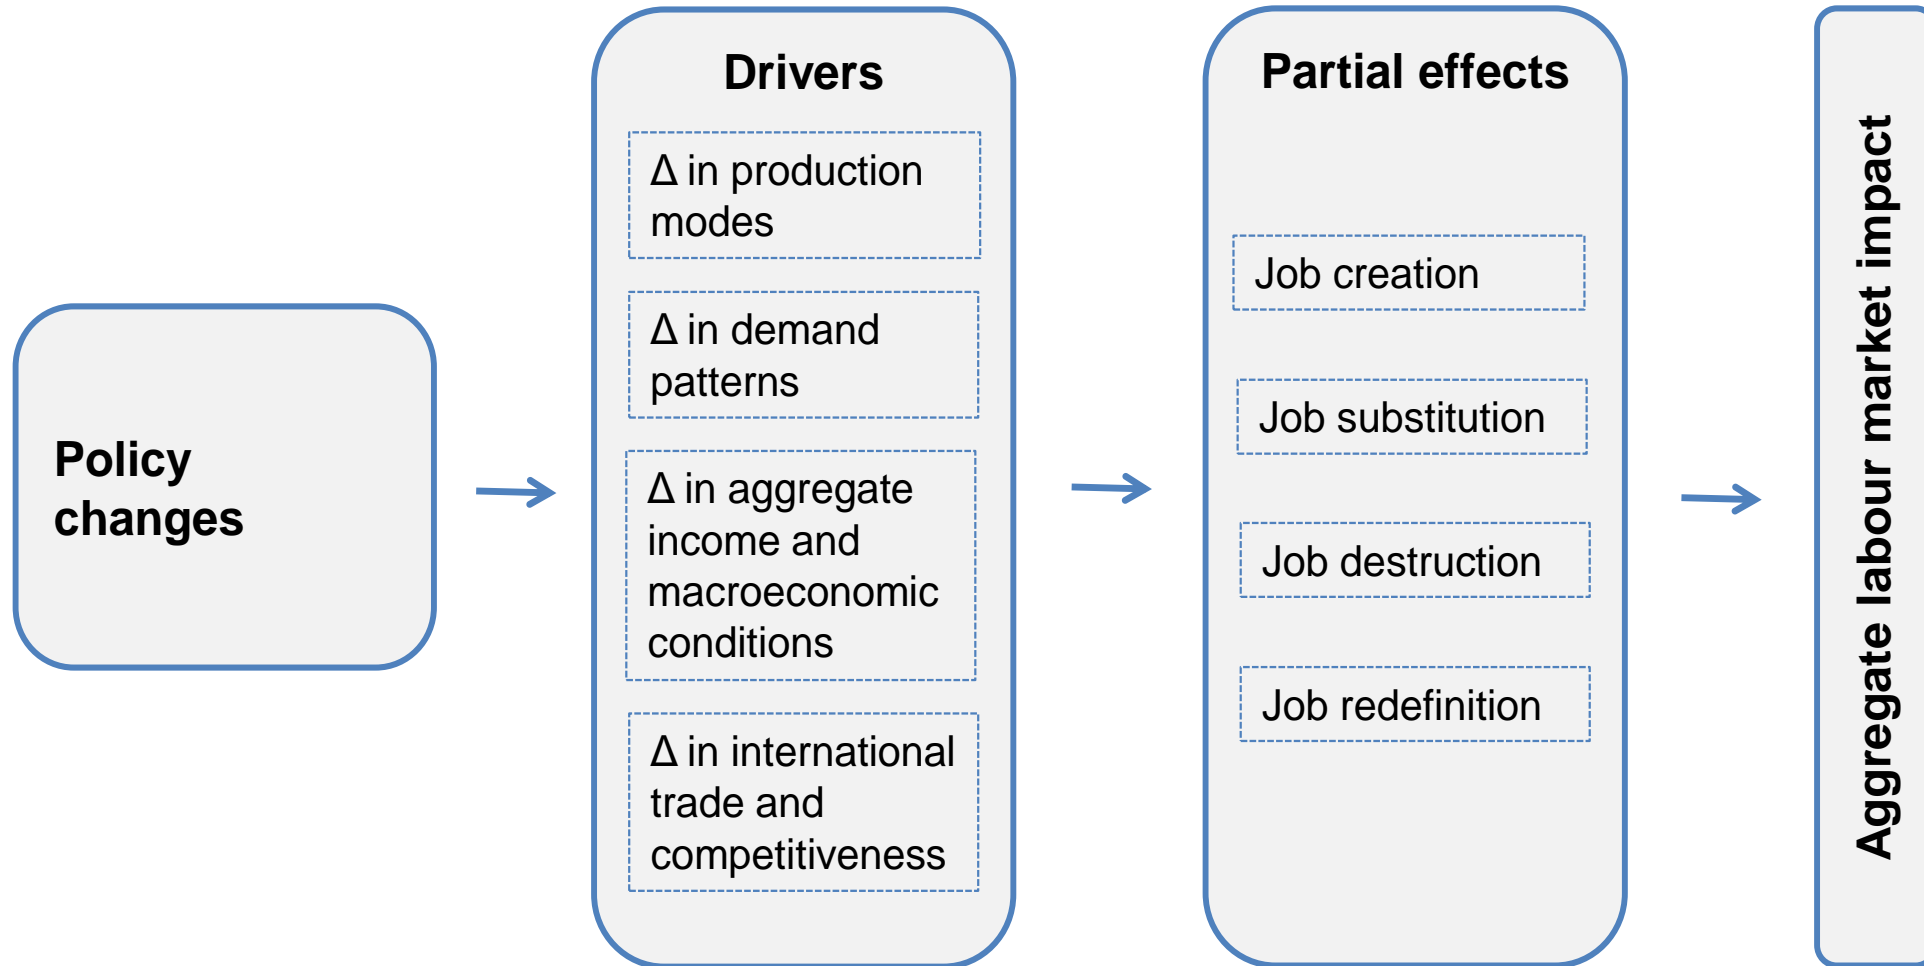 Policy
changes
Drivers
Δ in production
modes
Δ in demand
patterns
Δ in aggregate
income and
macroeconomic
conditions
Δ in international
trade and
competitiveness
Partial effects
Job creation
Job substitution
Job destruction
Job redefinition
Aggregate labour market impact